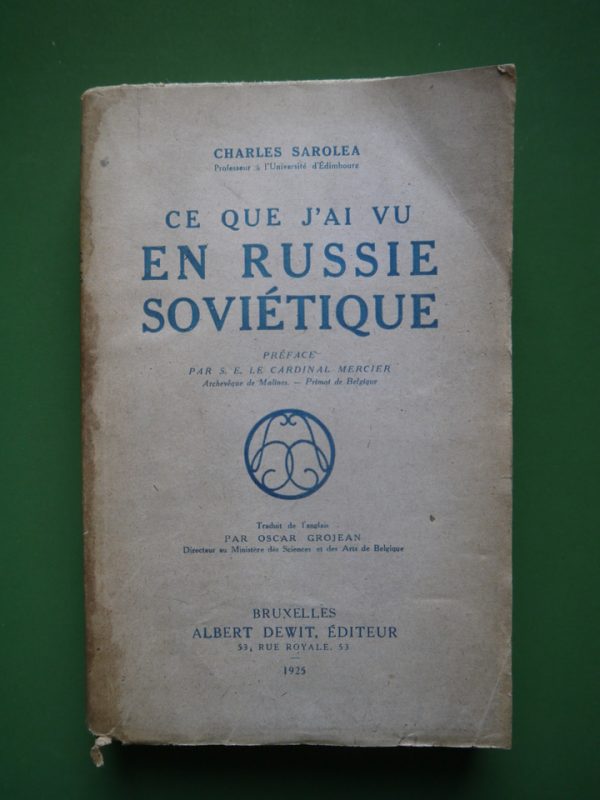 CHARLES SAROLEA
Professeur à l'Université d'Édimbourg
CE QUE J'AI VU
EN RUSSIE
SOVIÉTIQUE
PRÉFACE
PAR S. E. LE CARDINAL MERCIER
Archevêque de Malines. — Primat de Belgique
Traduit de l'anglais
PAR OSCAR GROJEAN
Directeur au Ministère des Sciences et des Arts de Belgique
BRUXELLES
ALBERT DEWIT, ÉDITEUR
53, RUE ROYALE, 53
1925